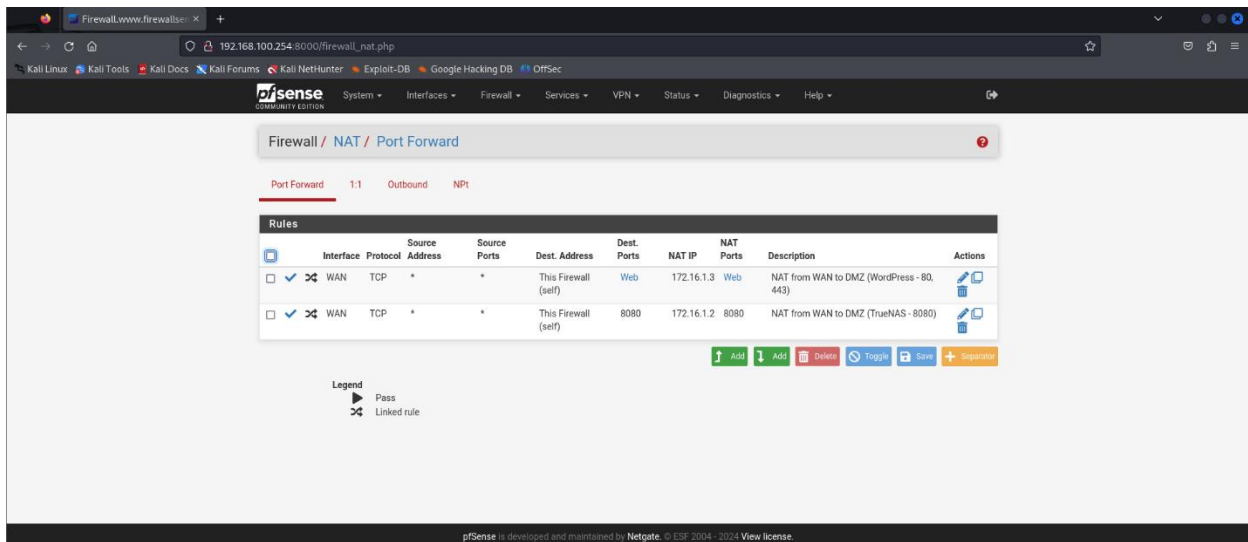 Firewall.www.firewallsen
192.168.100.254:8000/firewall_nat.php
Kali Linux Kali Tools Kali Docs Kali Forums Kali NetHunter Exploit-DB Google Hacking DB OffSec
pfsense System Interfaces Firewall Services VPN Status Diagnostics Help
COMMUNITY EDITION
Firewall / NAT / Port Forward
Port Forward 1:1 Outbound NPt
Rules
Interface Protocol Source Address Source Ports Dest. Address Dest. Ports NAT IP NAT Ports Description Actions
WAN TCP * * This Firewall (self) Web 172.16.1.3 Web NAT from WAN to DMZ (WordPress - 80, 443)
WAN TCP * * This Firewall (self) 8080 172.16.1.2 8080 NAT from WAN to DMZ (TrueNAS - 8080)
Add Add Delete Toggle Save Separator
Legend
Pass
Linked rule
pfSense is developed and maintained by Netgate. © ESF 2004 - 2024 View license.